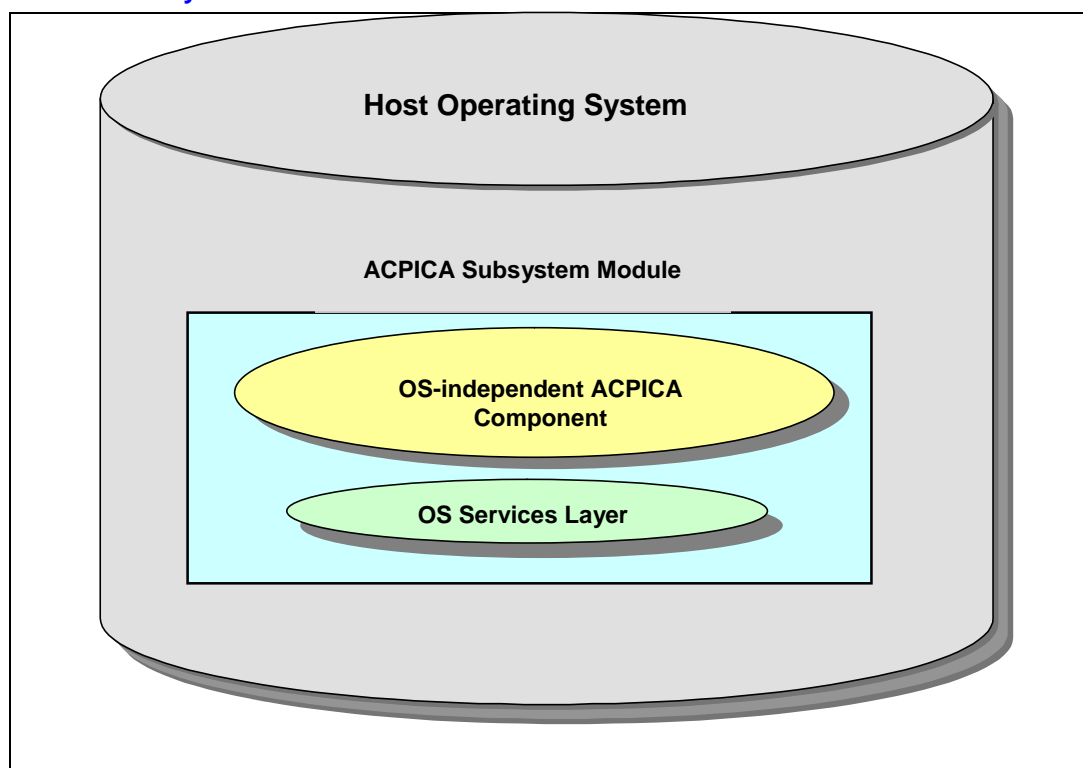 Host Operating System
ACPICA Subsystem Module
OS-independent ACPICA
Component
OS Services Layer